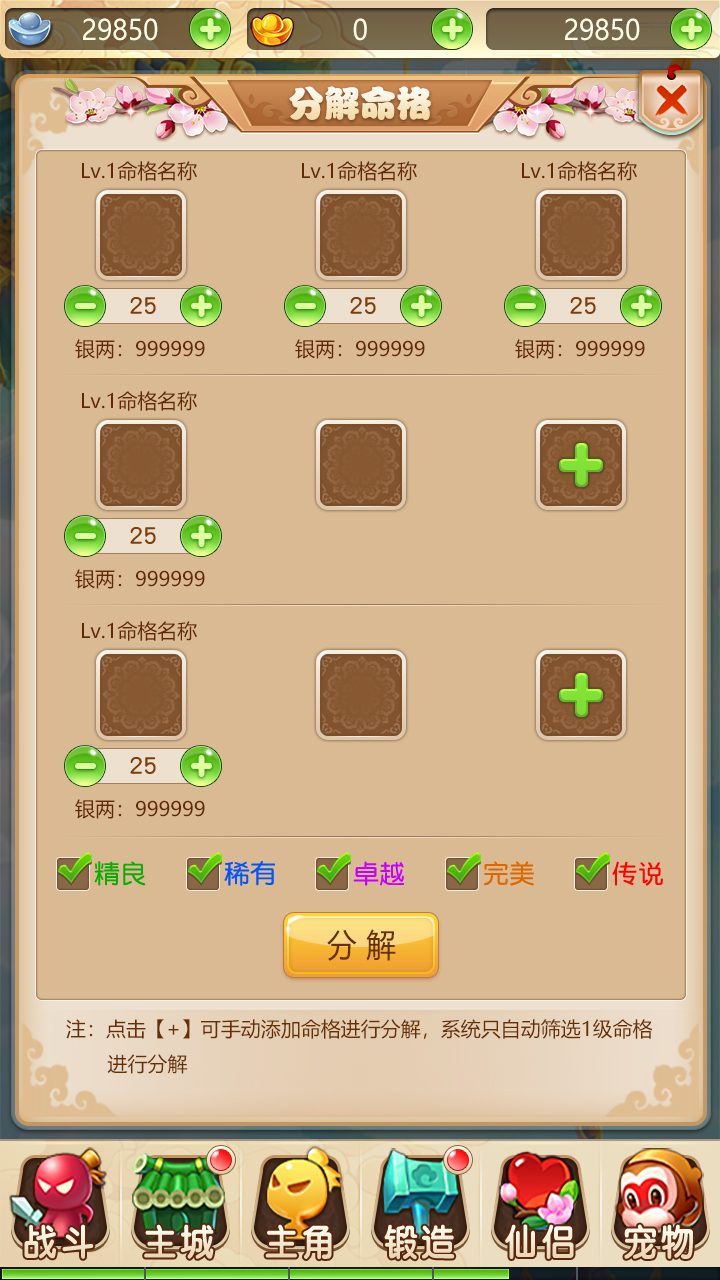 29850 0 29850
分解命格
Lv.1命格名称 Lv.1命格名称 Lv.1命格名称
25 25 25
银两：999999 银两：999999 银两：999999
Lv.1命格名称
25
银两：999999
Lv.1命格名称
25
银两：999999
精良 稀有 卓越 完美 传说
分解
注：点击【+】可手动添加命格进行分解，系统只自动筛选1级命格
进行分解
战斗 主城 主角 锻造 仙侣 宠物